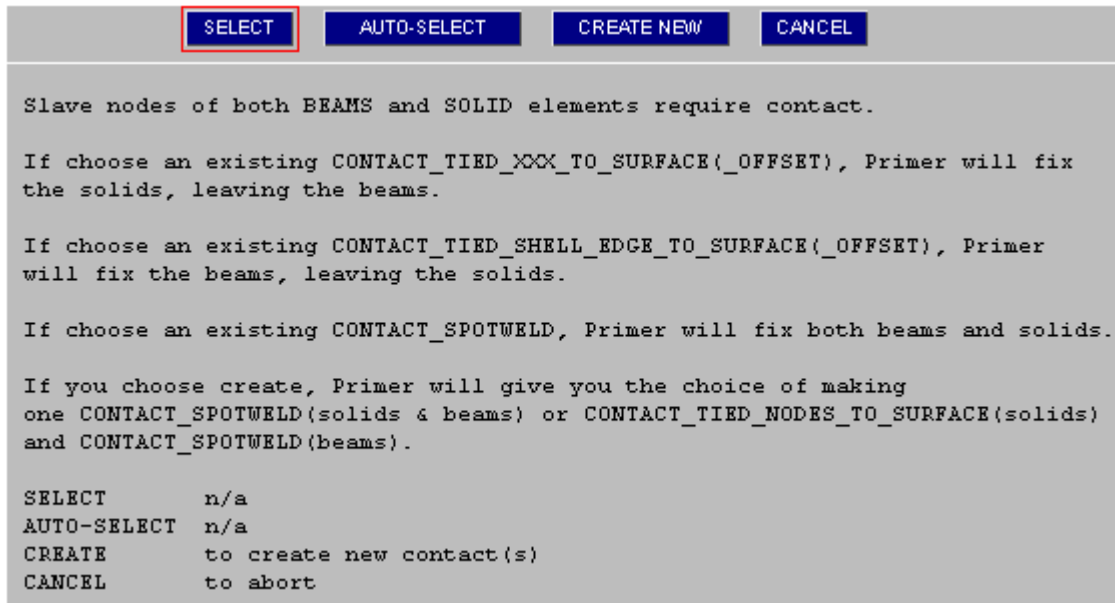 SELECT AUTO-SELECT CREATE NEW CANCEL
Slave nodes of both BEAMS and SOLID elements require contact.
If choose an existing CONTACT_TIED_XXX_TO_SURFACE(_OFFSET), Primer will fix
the solids, leaving the beams.
If choose an existing CONTACT_TIED_SHELL_EDGE_TO_SURFACE(_OFFSET), Primer
will fix the beams, leaving the solids.
If choose an existing CONTACT_SPOTWELD, Primer will fix both beams and solids.
If you choose create, Primer will give you the choice of making
one CONTACT_SPOTWELD(solids & beams) or CONTACT_TIED_NODES_TO_SURFACE(solids)
and CONTACT_SPOTWELD(beams).
SELECT n/a
AUTO-SELECT n/a
CREATE to create new contact(s)
CANCEL to abort